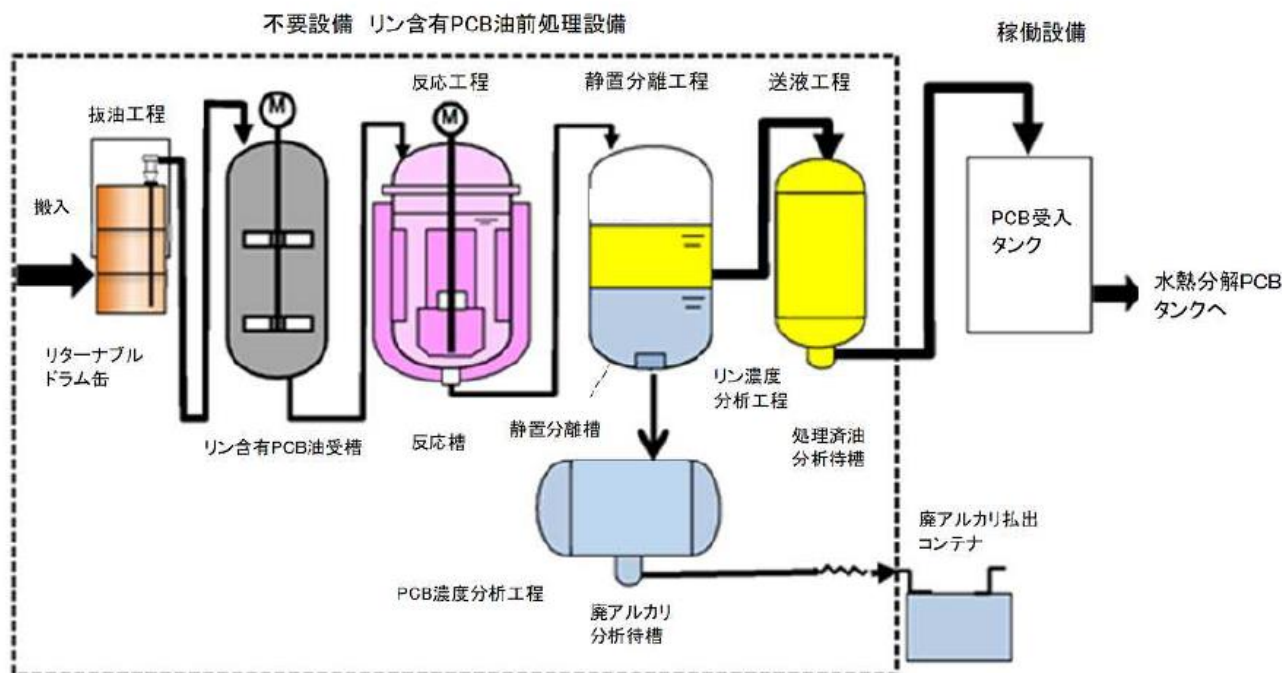 不要設備 リン含有PCB油前処理設備
稼働設備
抜油工程
反応工程
静置分離工程
送液工程
M
M
搬入
PCB受入
タンク
水熱分解PCB
タンクへ
リターナブル
ドラム缶
リン含有PCB油受槽
反応槽
静置分離槽
リン濃度
分析工程
処理済油
分析待槽
廃アルカリ払出
コンテナ
PCB濃度分析工程
廃アルカリ
分析待槽